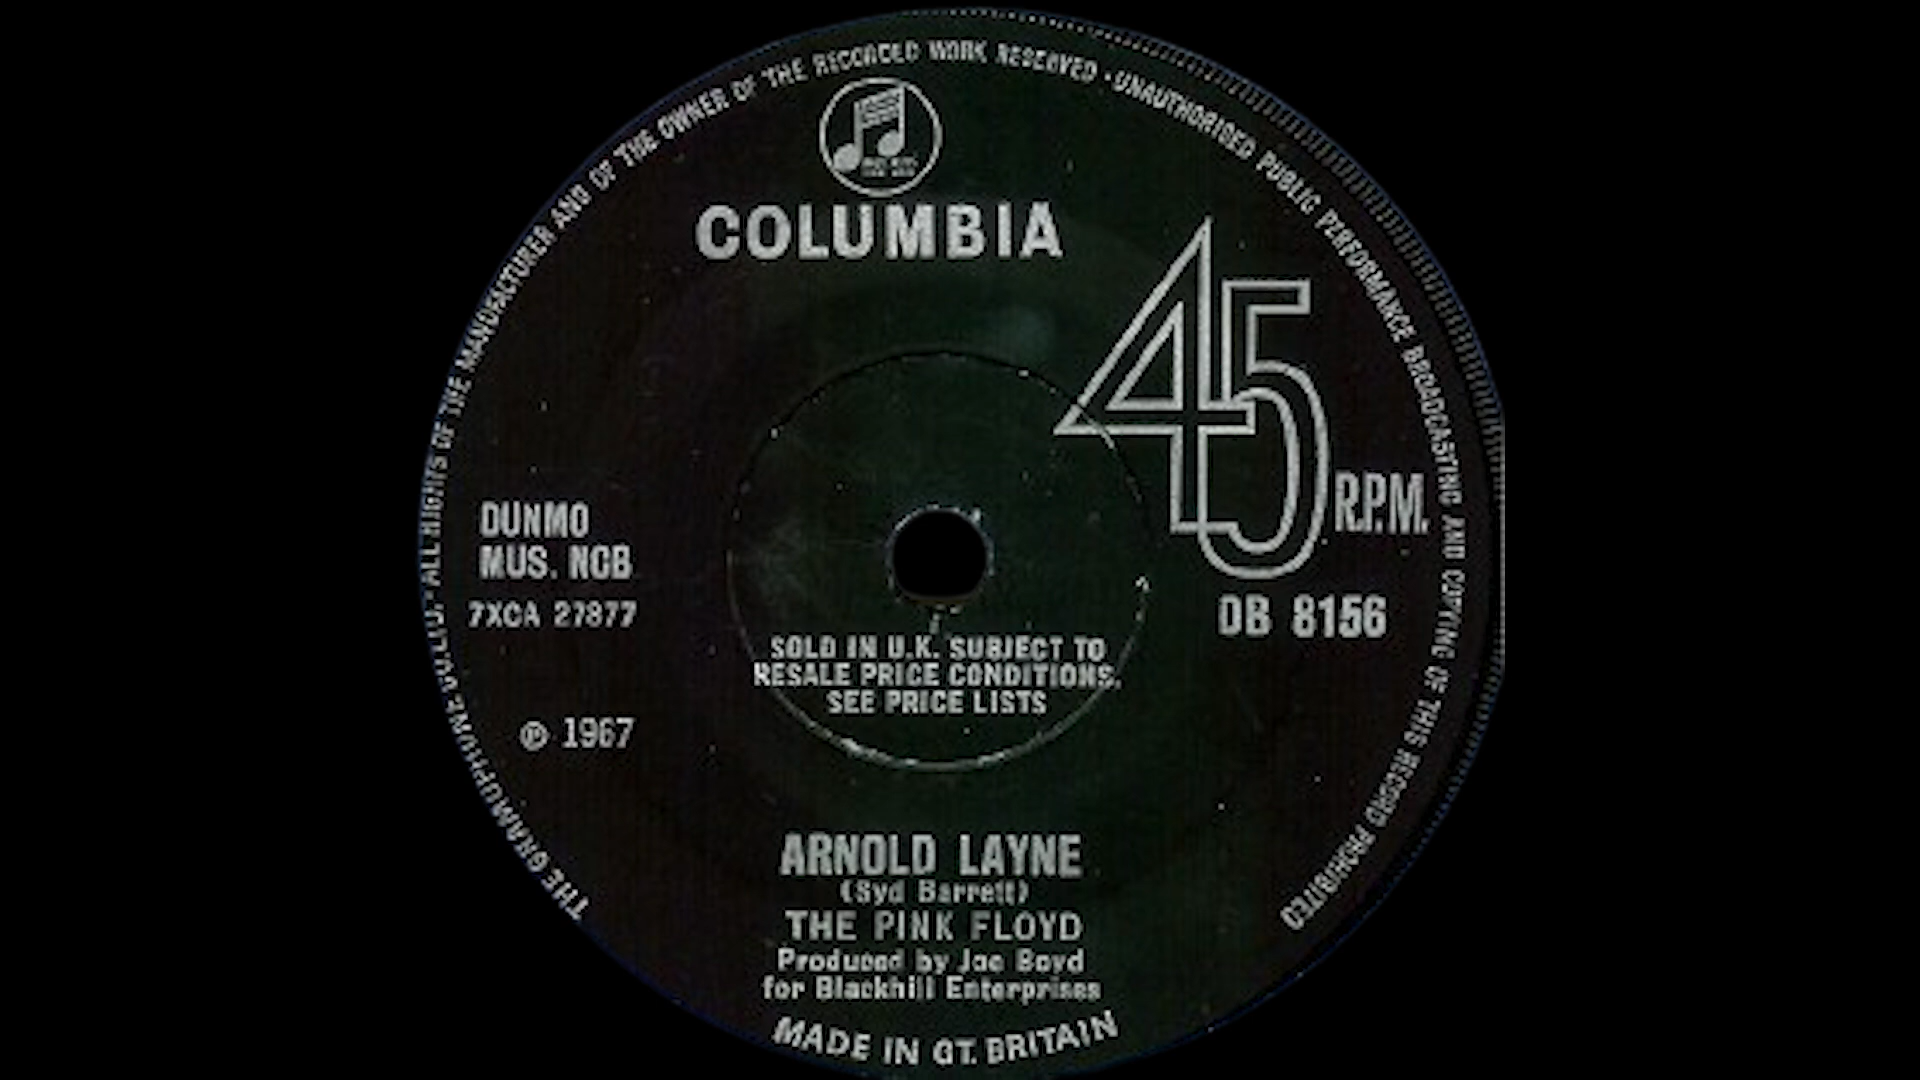 THE GRAMOPHONE CO. LTD. · ALL RIGHTS OF THE MANUFACTURER AND OF THE OWNER OF THE RECORDED WORK RESERVED · UNAUTHORISED PUBLIC PERFORMANCE BROADCASTING AND COPYING OF THIS RECORD PROHIBITED
COLUMBIA
45 R.P.M.
DUNMO
MUS. NCB
7XCA 27877
DB 8156
SOLD IN U.K. SUBJECT TO
RESALE PRICE CONDITIONS,
SEE PRICE LISTS
℗ 1967
ARNOLD LAYNE
(Syd Barrett)
THE PINK FLOYD
Produced by Joe Boyd
for Blackhill Enterprises
MADE IN GT. BRITAIN